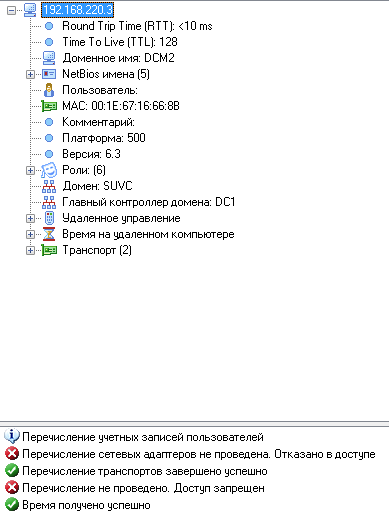 192.168.220.3
Round Trip Time (RTT): <10 ms
Time To Live (TTL): 128
Доменное имя: DCM2
NetBios имена (5)
Пользователь:
MAC: 00:1E:67:16:66:8B
Комментарий:
Платформа: 500
Версия: 6.3
Роли: (6)
Домен: SUVC
Главный контроллер домена: DC1
Удаленное управление
Время на удаленном компьютере
Транспорт (2)
Перечисление учетных записей пользователей
Перечисление сетевых адаптеров не проведена. Отказано в доступе
Перечисление транспортов завершено успешно
Перечисление не проведено. Доступ запрещен
Время получено успешно